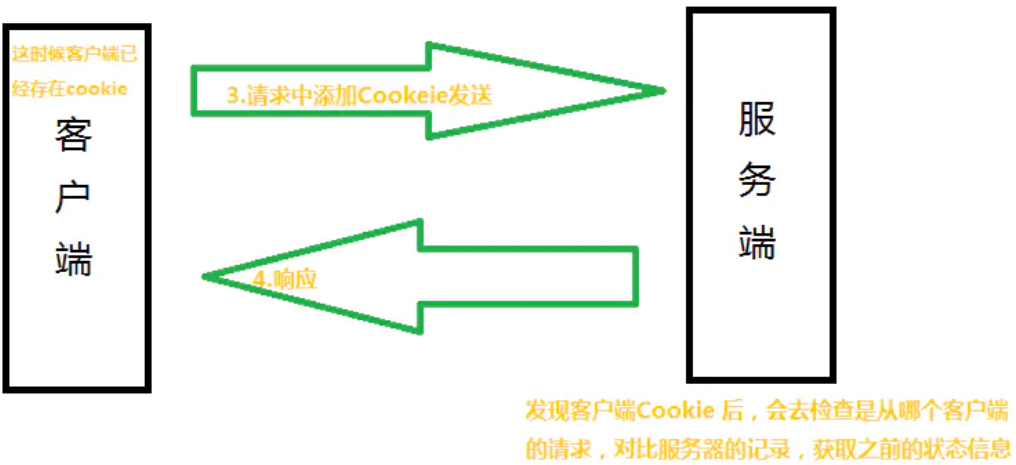 这时候客户端已
经存在cookie
客
户
端
3.请求中添加Cookeie发送
4.响应
服
务
端
发现客户端Cookie 后，会去检查是从哪个客户端
的请求，对比服务器的记录，获取之前的状态信息